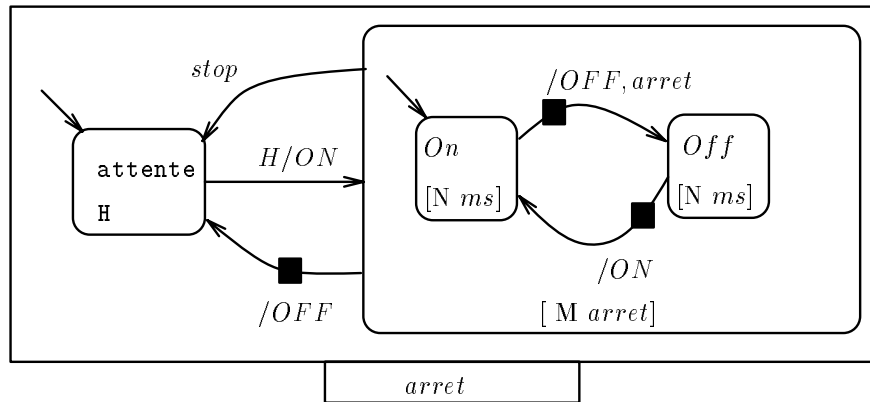 stop
/OFF, arret
On
Off
attente
H/ON
H
[N ms]
[N ms]
/ON
/OFF
[ M arret]
arret